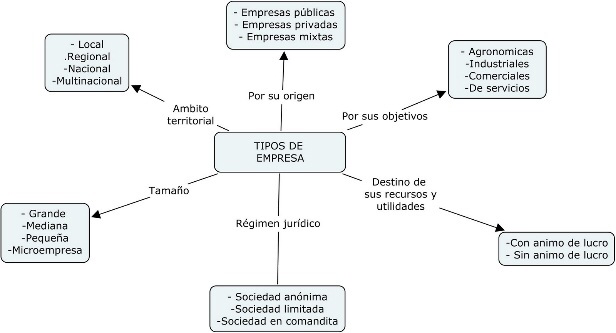 - Empresas públicas
- Empresas privadas
- Empresas mixtas
- Local
.Regional
-Nacional
-Multinacional
- Agronomicas
-Industriales
-Comerciales
-De servicios
Por su origen
Ambito
territorial
Por sus objetivos
TIPOS DE
EMPRESA
Tamaño
Destino de
sus recursos y
utilidades
Régimen jurídico
- Grande
-Mediana
-Pequeña
-Microempresa
-Con animo de lucro
- Sin animo de lucro
- Sociedad anónima
-Sociedad limitada
-Sociedad en comandita